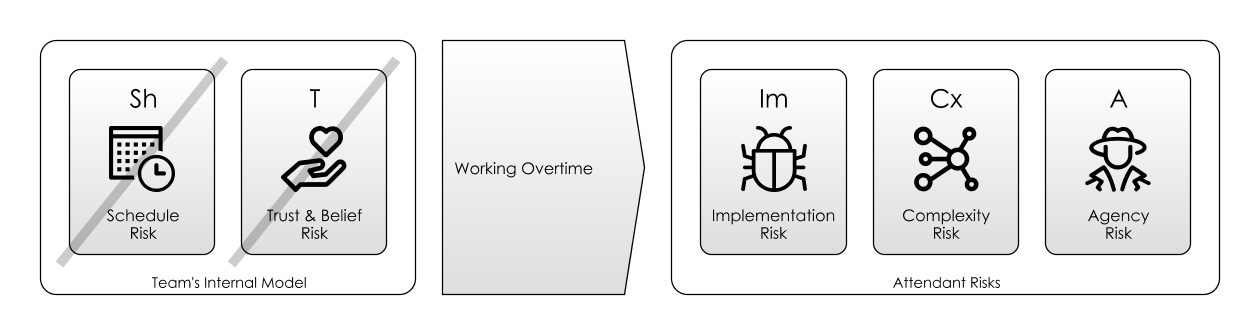 Sh
Schedule
Risk
T
Trust & Belief
Risk
Team's Internal Model
Working Overtime
Im
Implementation
Risk
Cx
Complexity
Risk
A
Agency
Risk
Attendant Risks